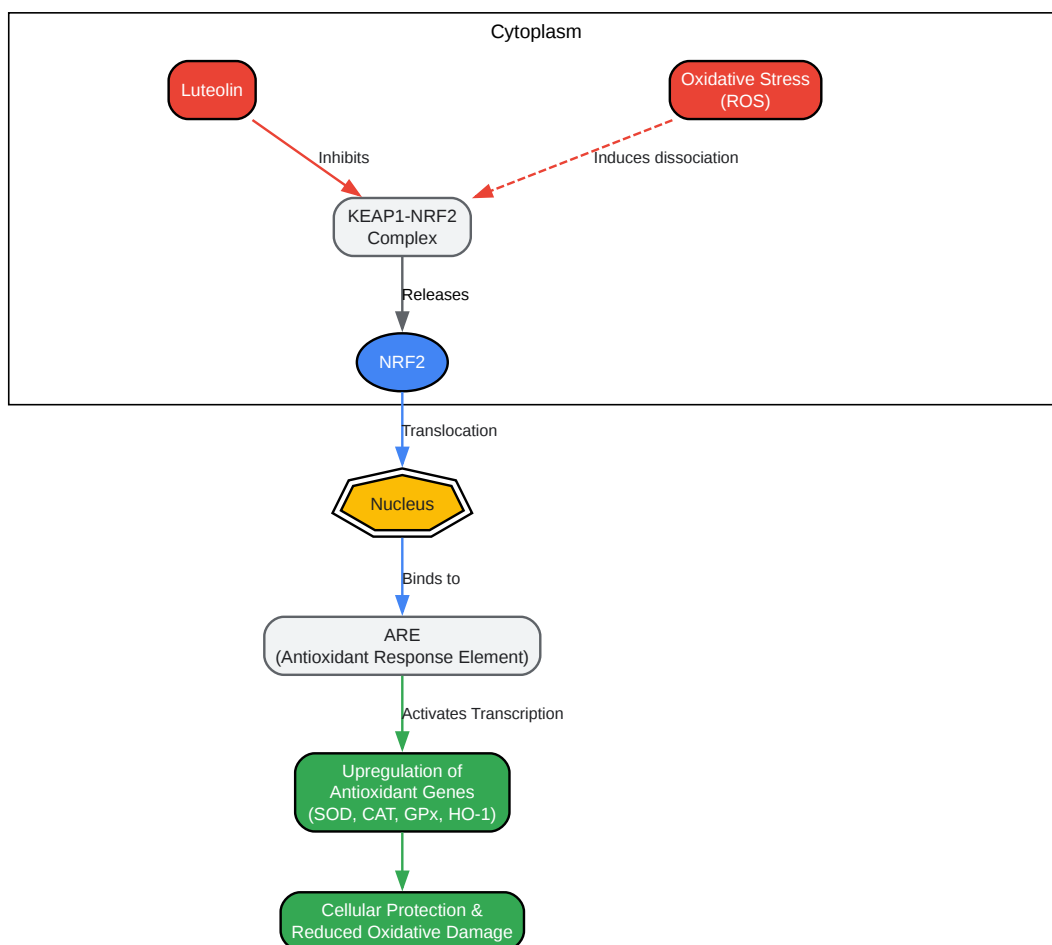 Cytoplasm
Luteolin
Oxidative Stress
(ROS)
Inhibits
Induces dissociation
KEAP1-NRF2
Complex
Releases
NRF2
Translocation
Nucleus
Binds to
ARE
(Antioxidant Response Element)
Activates Transcription
Upregulation of
Antioxidant Genes
(SOD, CAT, GPx, HO-1)
Cellular Protection &
Reduced Oxidative Damage